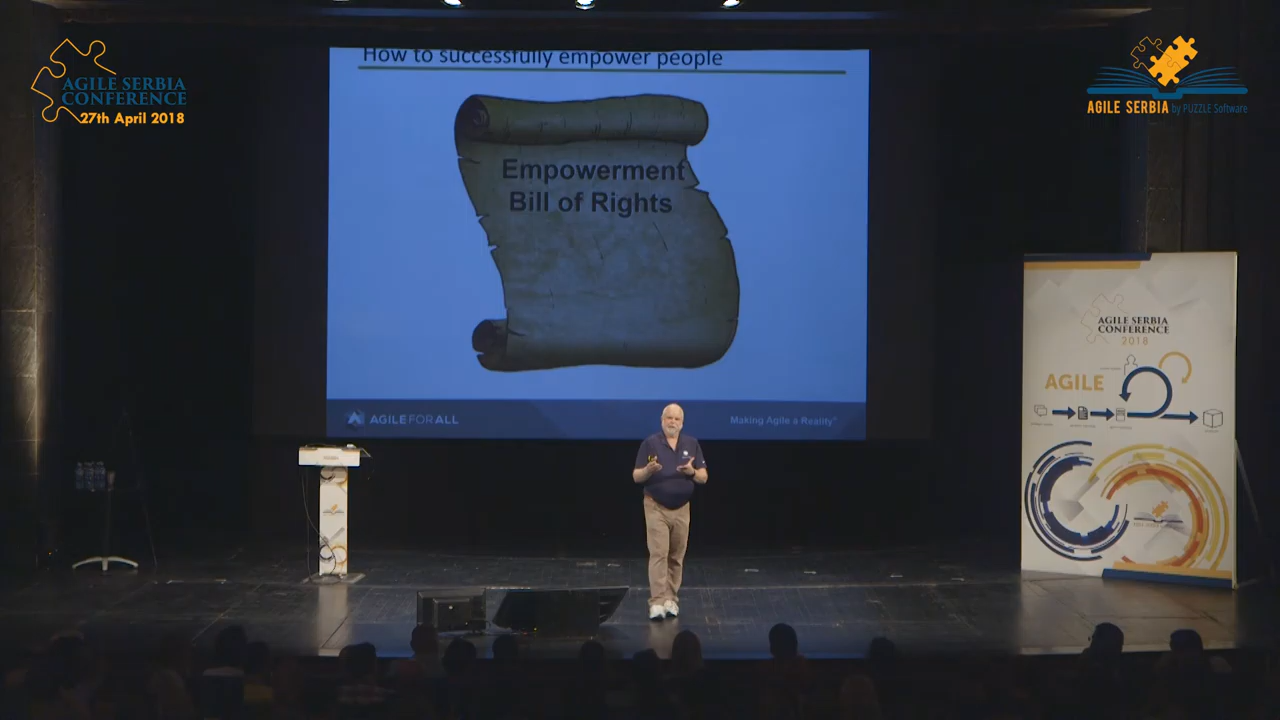 AGILE SERBIA
CONFERENCE
27th April 2018
AGILE SERBIA by PUZZLE Software
How to successfully empower people
Empowerment
Bill of Rights
AGILEFORALL
Making Agile a Reality
AGILE SERBIA
CONFERENCE
2018
AGILE